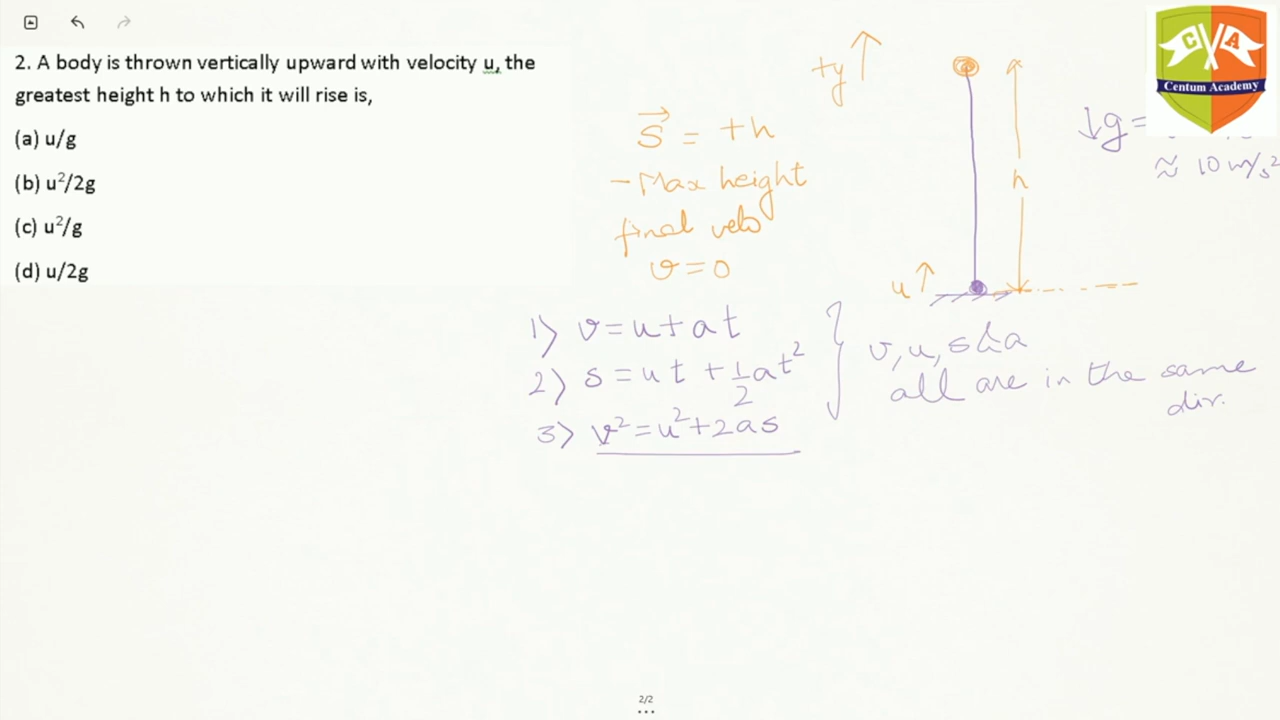 2. A body is thrown vertically upward with velocity u, the
greatest height h to which it will rise is,
(a) u/g
(b) u²/2g
(c) u²/g
(d) u/2g
s⃗ = +h
- Max height
final velo
v = 0
+y
h
u
↓g =
≈ 10 m/s²
C A
Centum Academy
1) v = u + at
2) s = ut + 1/2 at²
3) v² = u² + 2as
v, u, s & a
all are in the same
dir.
2/2